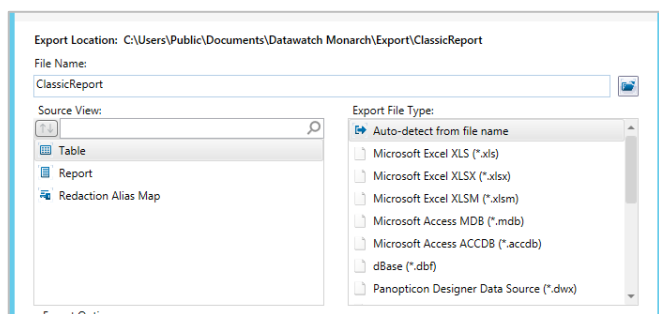 Export Location: C:\Users\Public\Documents\Datawatch Monarch\Export\ClassicReport
File Name:
ClassicReport
Source View:
Table
Report
Redaction Alias Map
Export File Type:
Auto-detect from file name
Microsoft Excel XLS (*.xls)
Microsoft Excel XLSX (*.xlsx)
Microsoft Excel XLSM (*.xlsm)
Microsoft Access MDB (*.mdb)
Microsoft Access ACCDB (*.accdb)
dBase (*.dbf)
Panopticon Designer Data Source (*.dwx)